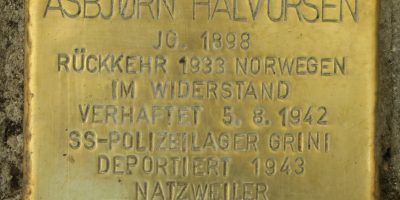 ASBJØRN HALVORSEN
JG. 1898
RÜCKKEHR 1933 NORWEGEN
IM WIDERSTAND
VERHAFTET 5.8.1942
SS-POLIZEILAGER GRINI
DEPORTIERT 1943
NATZWEILER